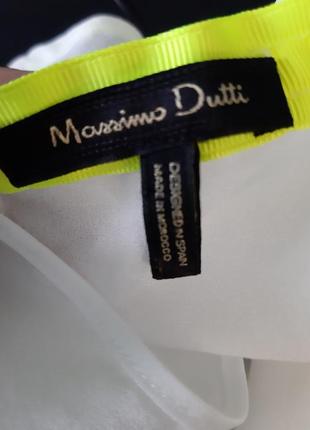 Massimo Dutti
DESIGNED IN SPAIN
MADE IN MOROCCO